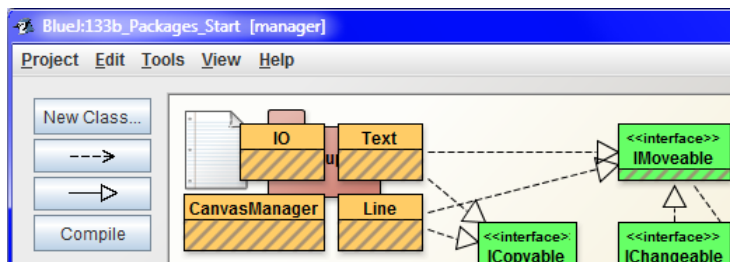 BlueJ:133b_Packages_Start [manager]
Project Edit Tools View Help
New Class...
Compile
IO
Text
up
CanvasManager
Line
<<interface>>
IMoveable
<<interface>>
ICopyable
<<interface>>
IChangeable